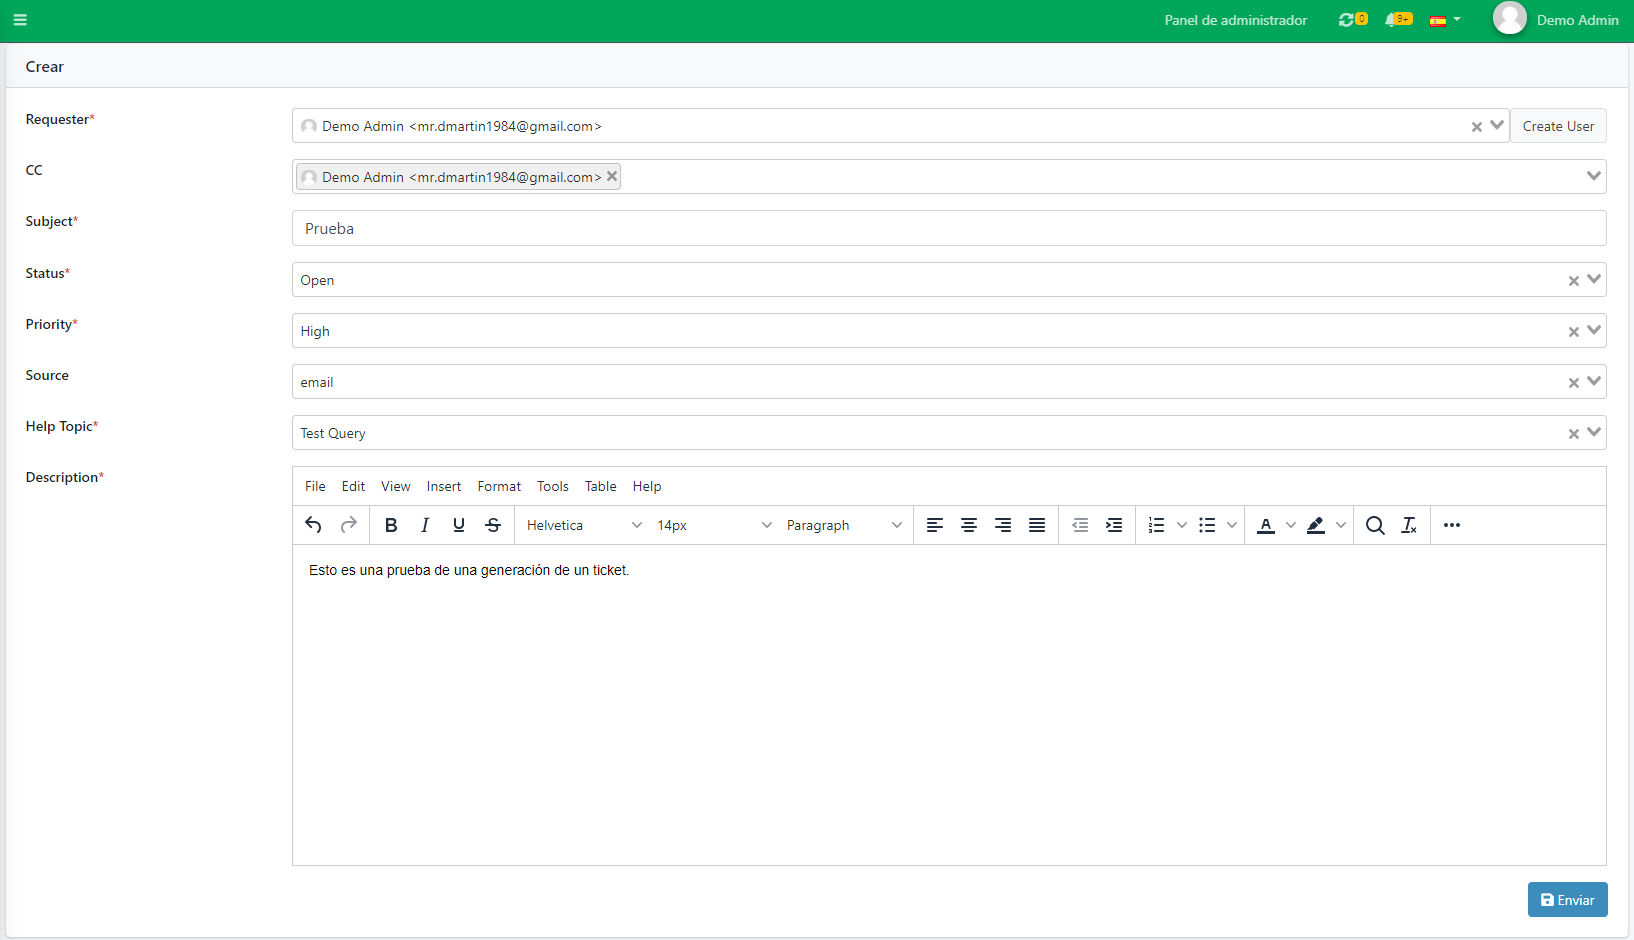 Panel de administrador 0 9+ Demo Admin
Crear
Requester* Demo Admin <mr.dmartin1984@gmail.com> Create User
CC Demo Admin <mr.dmartin1984@gmail.com>
Subject* Prueba
Status* Open
Priority* High
Source email
Help Topic* Test Query
Description* File Edit View Insert Format Tools Table Help
B I U S Helvetica 14px Paragraph
Esto es una prueba de una generación de un ticket.
Enviar